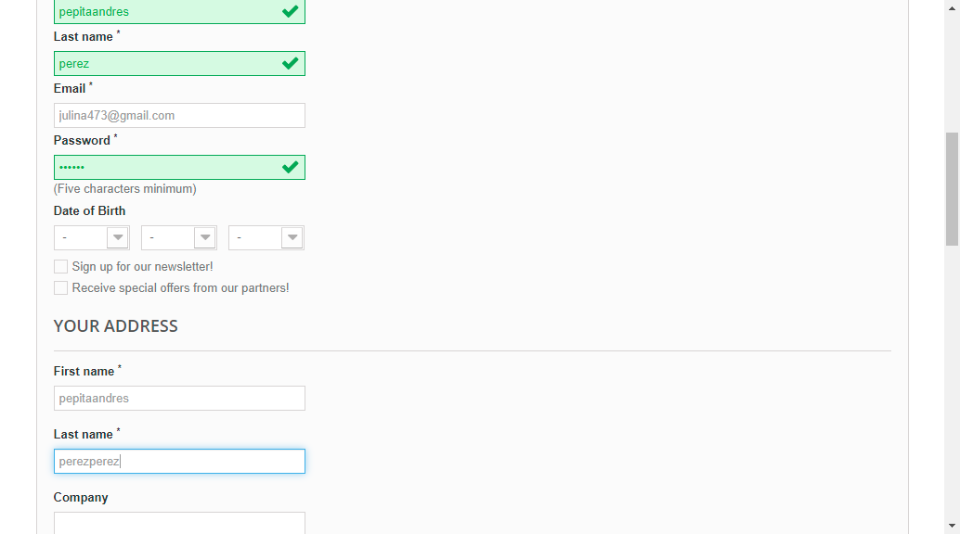 pepitaandres
Last name *
perez
Email *
julina473@gmail.com
Password *
••••••
(Five characters minimum)
Date of Birth
- - -
Sign up for our newsletter!
Receive special offers from our partners!
YOUR ADDRESS
First name *
pepitaandres
Last name *
perezperez
Company